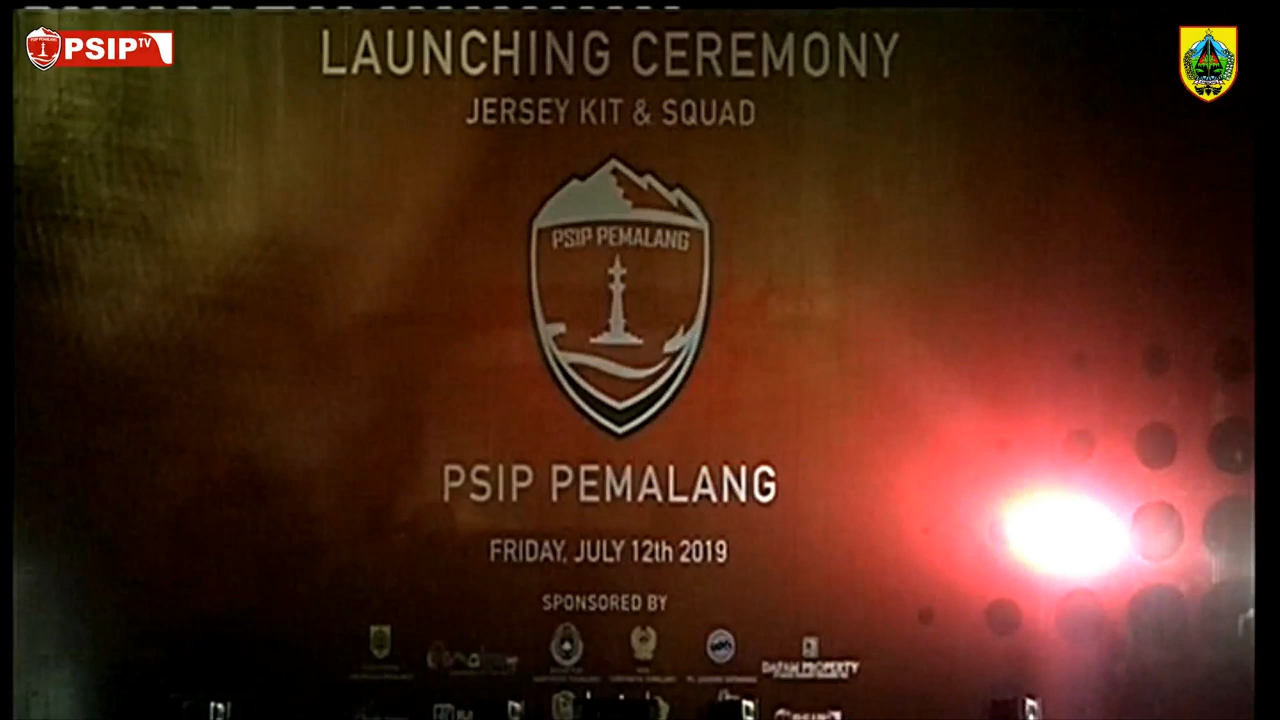 PSIP TV
LAUNCHING CEREMONY
JERSEY KIT & SQUAD
PSIP PEMALANG
PSIP PEMALANG
FRIDAY, JULY 12th 2019
SPONSORED BY
DAFAM PROPERTY